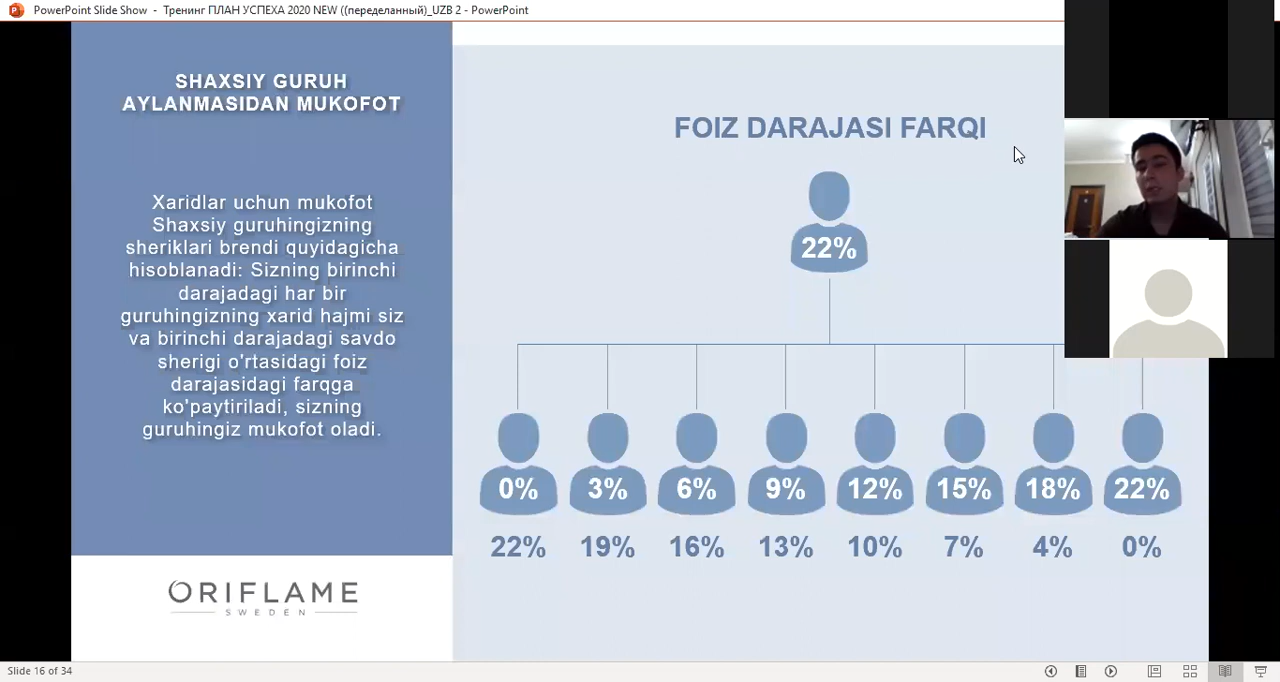 PowerPoint Slide Show - Тренинг ПЛАН УСПЕХА 2020 NEW ((переделанный)_UZB 2 - PowerPoint
SHAXSIY GURUH
AYLANMASIDAN MUKOFOT
Xaridlar uchun mukofot
Shaxsiy guruhingizning
sheriklari brendi quyidagicha
hisoblanadi: Sizning birinchi
darajadagi har bir
guruhingizning xarid hajmi siz
va birinchi darajadagi savdo
sherigi o'rtasidagi foiz
darajasidagi farqga
ko'paytiriladi, sizning
guruhingiz mukofot oladi.
ORIFLAME
SWEDEN
FOIZ DARAJASI FARQI
22%
0% 3% 6% 9% 12% 15% 18% 22%
22% 19% 16% 13% 10% 7% 4% 0%
Slide 16 of 34